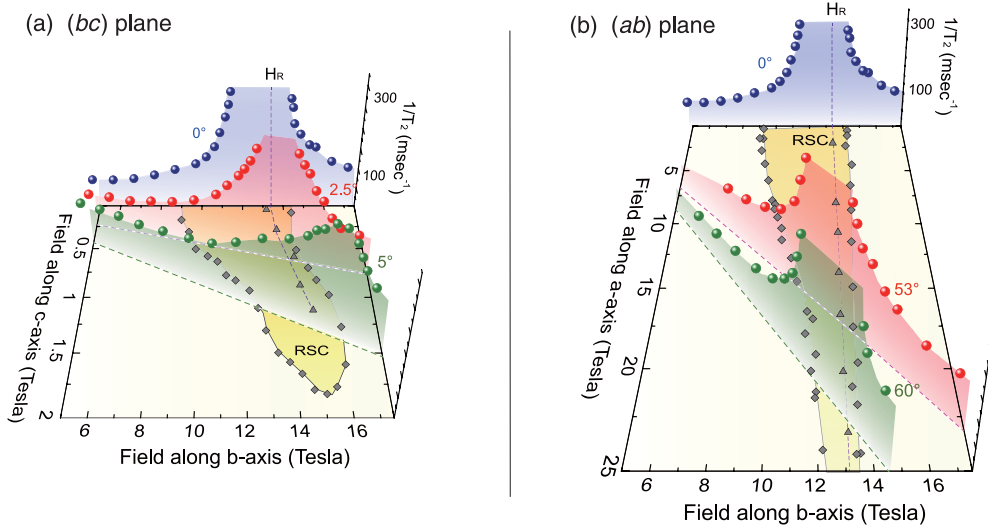 (a) (bc) plane
H_R
300
100
1/T₂ (msec⁻¹)
0°
2.5°
5°
0.5
1
1.5
2
Field along c-axis (Tesla)
RSC
6 8 10 12 14 16
Field along b-axis (Tesla)
(b) (ab) plane
H_R
300
100
1/T₂ (msec⁻¹)
0°
RSC
53°
60°
5
10
15
20
25
Field along a-axis (Tesla)
6 8 10 12 14 16
Field along b-axis (Tesla)